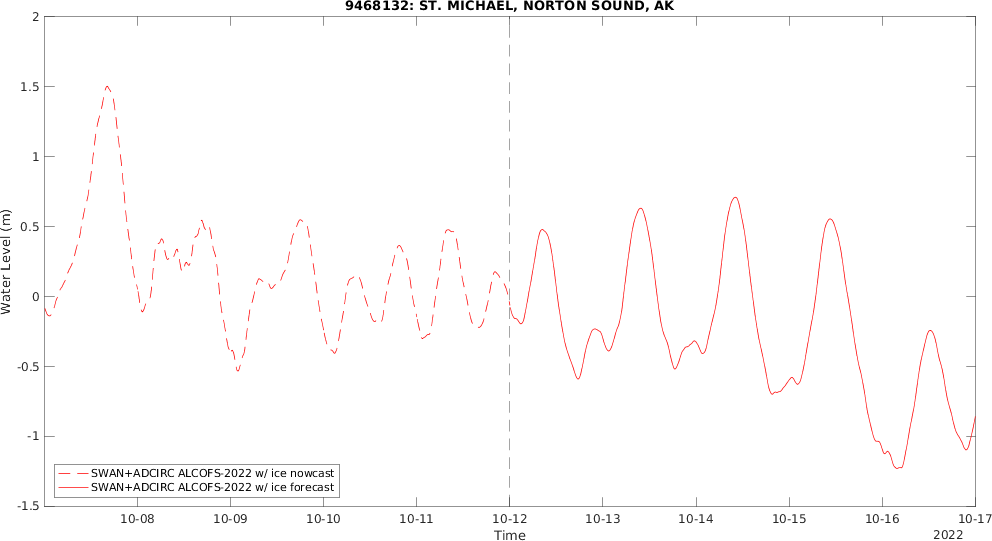 9468132: ST. MICHAEL, NORTON SOUND, AK
2
1.5
1
0.5
0
-0.5
-1
-1.5
Water Level (m)
SWAN+ADCIRC ALCOFS-2022 w/ ice nowcast
SWAN+ADCIRC ALCOFS-2022 w/ ice forecast
10-08 10-09 10-10 10-11 10-12 10-13 10-14 10-15 10-16 10-17
Time
2022